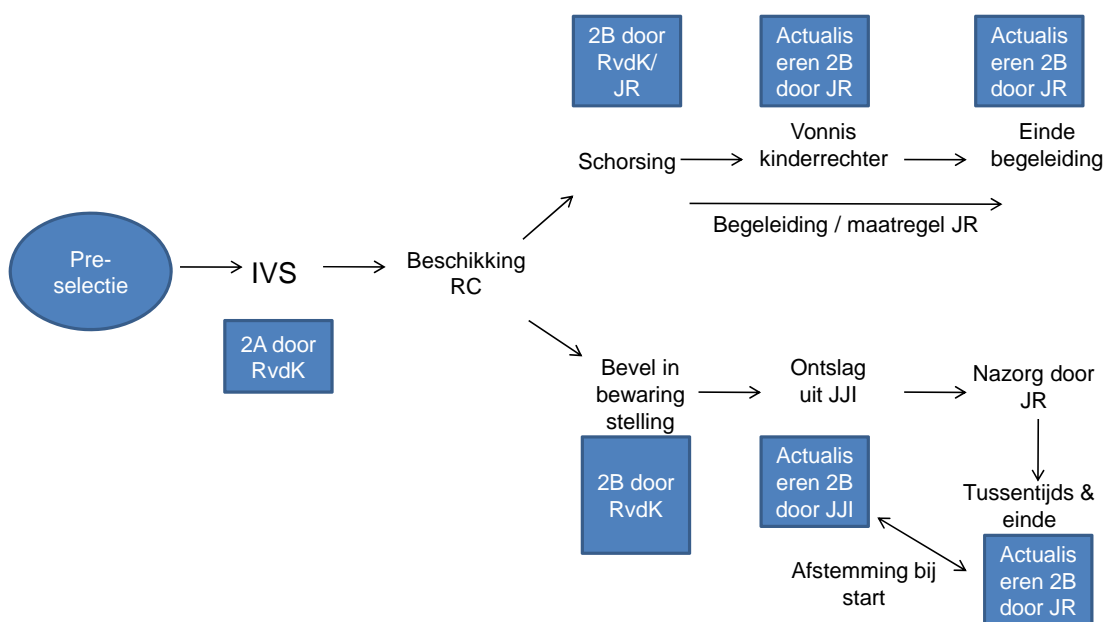 2B door
RvdK/
JR
Actualis
eren 2B
door JR
Actualis
eren 2B
door JR
Schorsing
Vonnis
kinderrechter
Einde
begeleiding
Begeleiding / maatregel JR
Pre-
selectie
IVS
Beschikking
RC
2A door
RvdK
Bevel in
bewaring
stelling
Ontslag
uit JJI
Nazorg door
JR
2B door
RvdK
Actualis
eren 2B
door JJI
Tussentijds &
einde
Afstemming bij
start
Actualis
eren 2B
door JR